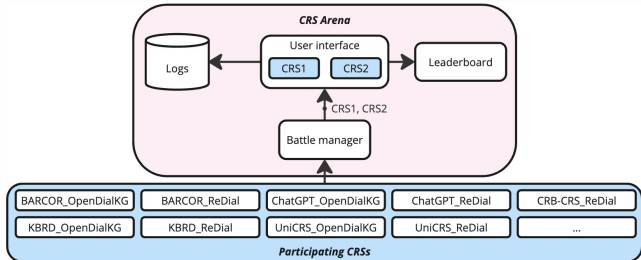 CRS Arena
User interface
Logs
CRS1
CRS2
Leaderboard
CRS1, CRS2
Battle manager
BARCOR_OpenDialKG
BARCOR_ReDial
ChatGPT_OpenDialKG
ChatGPT_ReDial
CRB-CRS_ReDial
KBRD_OpenDialKG
KBRD_ReDial
UniCRS_OpenDialKG
UniCRS_ReDial
...
Participating CRSs